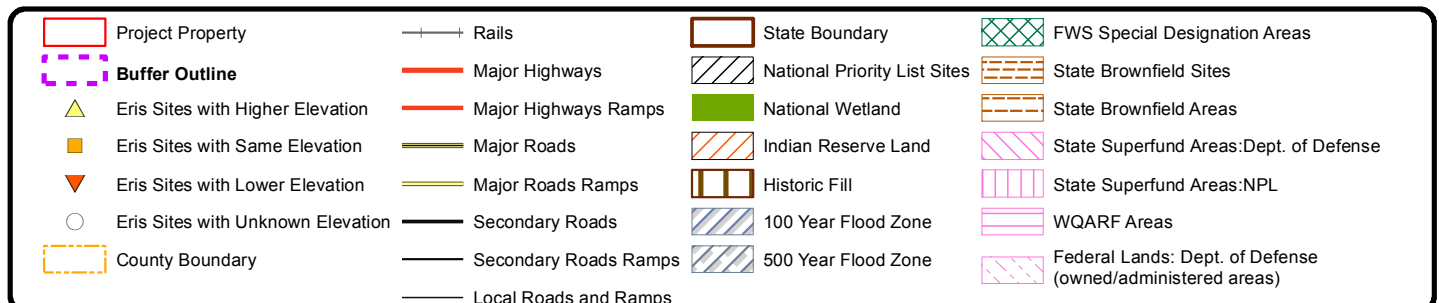 Project Property
Buffer Outline
Eris Sites with Higher Elevation
Eris Sites with Same Elevation
Eris Sites with Lower Elevation
Eris Sites with Unknown Elevation
County Boundary
Rails
Major Highways
Major Highways Ramps
Major Roads
Major Roads Ramps
Secondary Roads
Secondary Roads Ramps
Local Roads and Ramps
State Boundary
National Priority List Sites
National Wetland
Indian Reserve Land
Historic Fill
100 Year Flood Zone
500 Year Flood Zone
FWS Special Designation Areas
State Brownfield Sites
State Brownfield Areas
State Superfund Areas:Dept. of Defense
State Superfund Areas:NPL
WQARF Areas
Federal Lands: Dept. of Defense
(owned/administered areas)